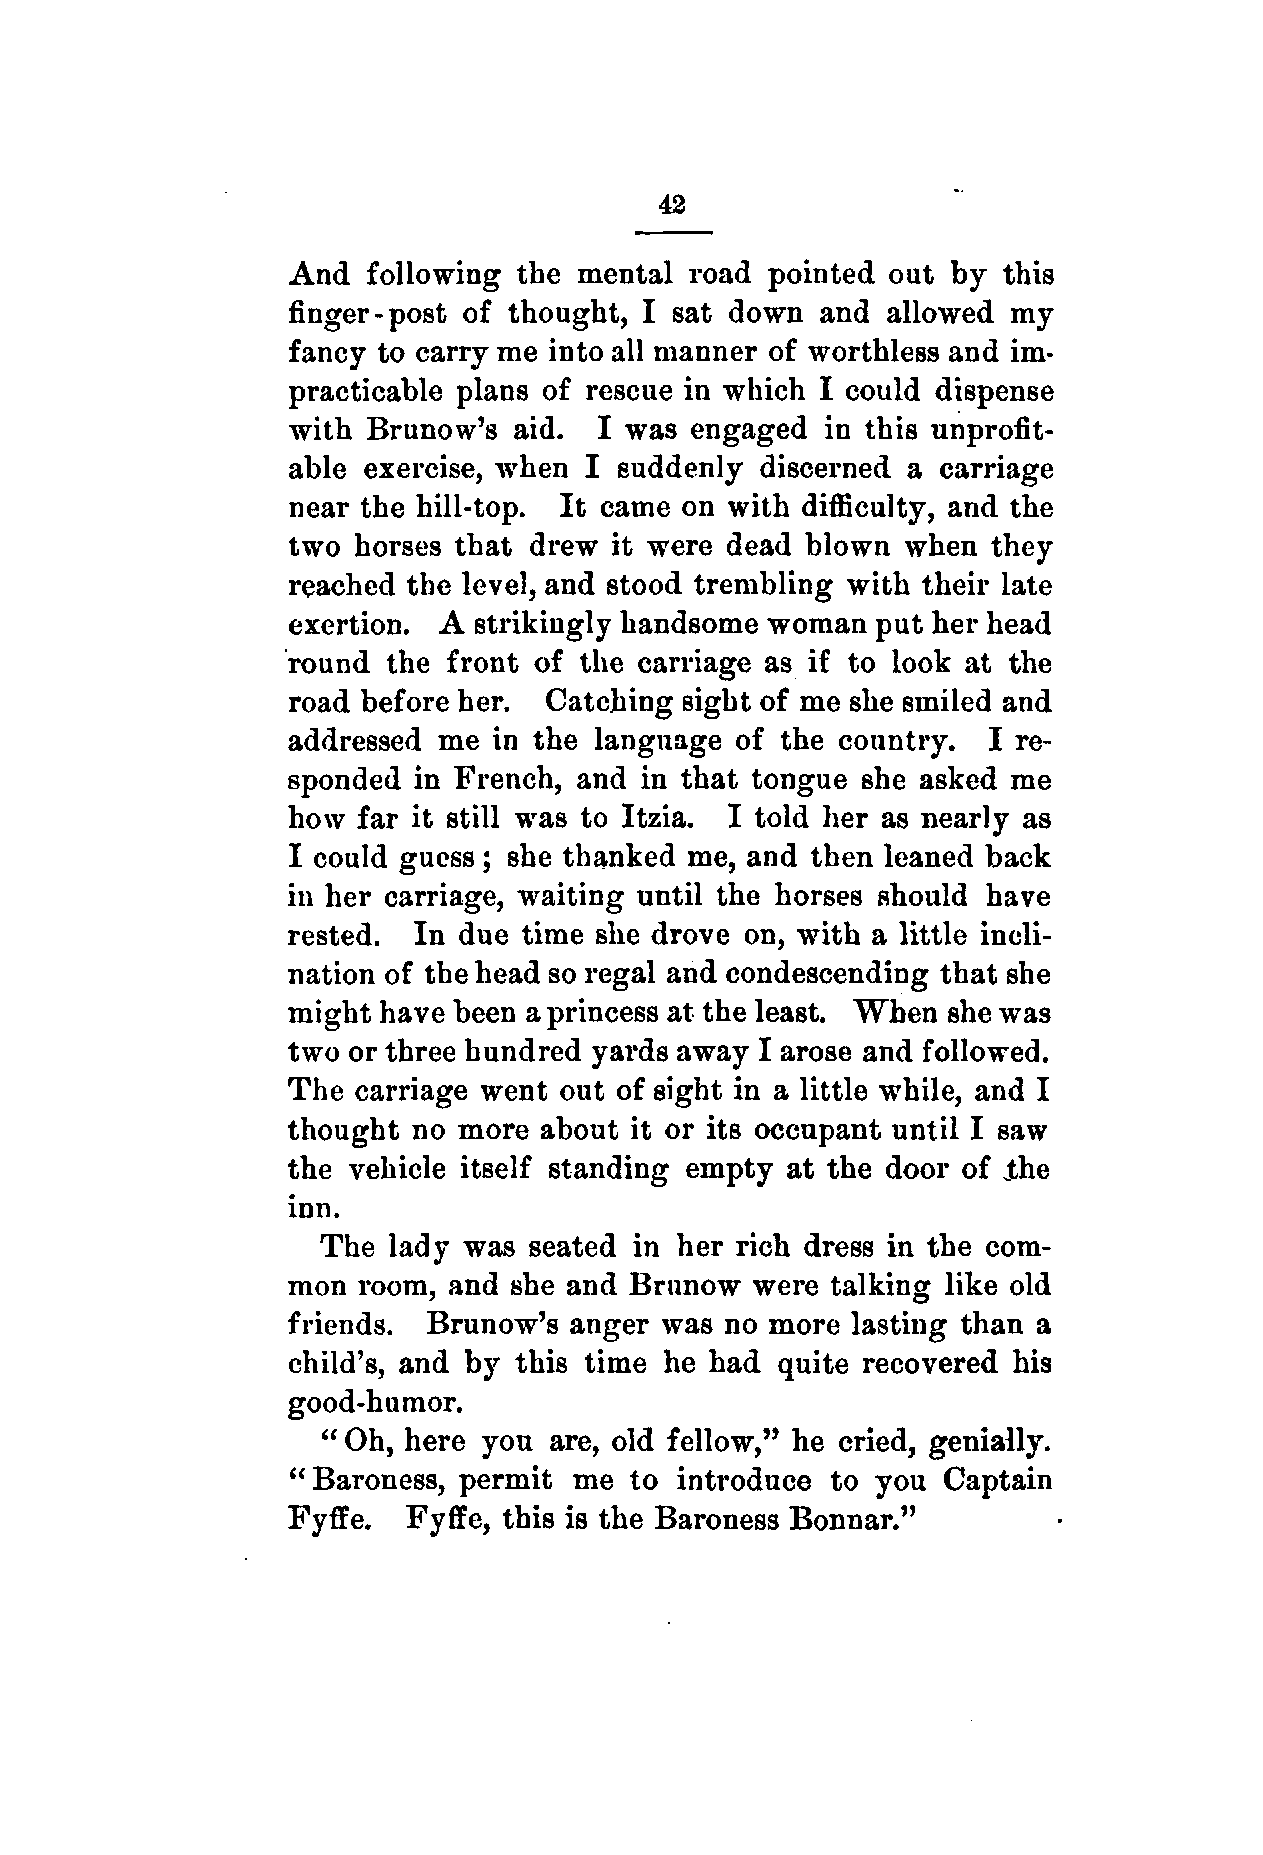 42
And following the mental road pointed out by this
finger-post of thought, I sat down and allowed my
fancy to carry me into all manner of worthless and im-
practicable plans of rescue in which I could dispense
with Brunow's aid. I was engaged in this unprofit-
able exercise, when I suddenly discerned a carriage
near the hill-top. It came on with difficulty, and the
two horses that drew it were dead blown when they
reached the level, and stood trembling with their late
exertion. A strikingly handsome woman put her head
'round the front of the carriage as if to look at the
road before her. Catching sight of me she smiled and
addressed me in the language of the country. I re-
sponded in French, and in that tongue she asked me
how far it still was to Itzia. I told her as nearly as
I could guess; she thanked me, and then leaned back
in her carriage, waiting until the horses should have
rested. In due time she drove on, with a little incli-
nation of the head so regal and condescending that she
might have been a princess at the least. When she was
two or three hundred yards away I arose and followed.
The carriage went out of sight in a little while, and I
thought no more about it or its occupant until I saw
the vehicle itself standing empty at the door of the
inn.
The lady was seated in her rich dress in the com-
mon room, and she and Brunow were talking like old
friends. Brunow's anger was no more lasting than a
child's, and by this time he had quite recovered his
good-humor.
"Oh, here you are, old fellow," he cried, genially.
"Baroness, permit me to introduce to you Captain
Fyffe. Fyffe, this is the Baroness Bonnar."